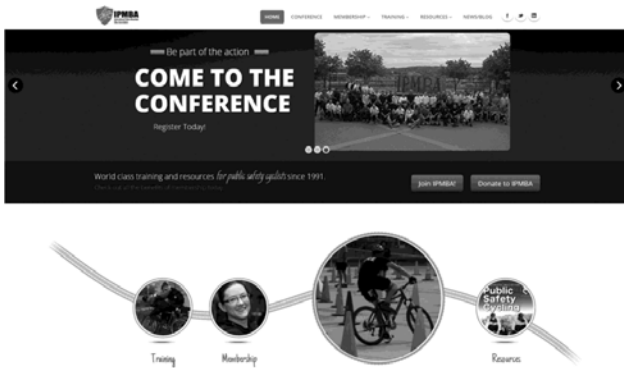 IPMBA
HOME CONFERENCE MEMBERSHIP TRAINING RESOURCES NEWS/BLOG
Be part of the action
COME TO THE
CONFERENCE
Register Today!
IPMBA
World class training and resources for public safety cyclists since 1991.
Join IPMBA! Donate to IPMBA
Public
Safety
Cycling
Training Membership Resources